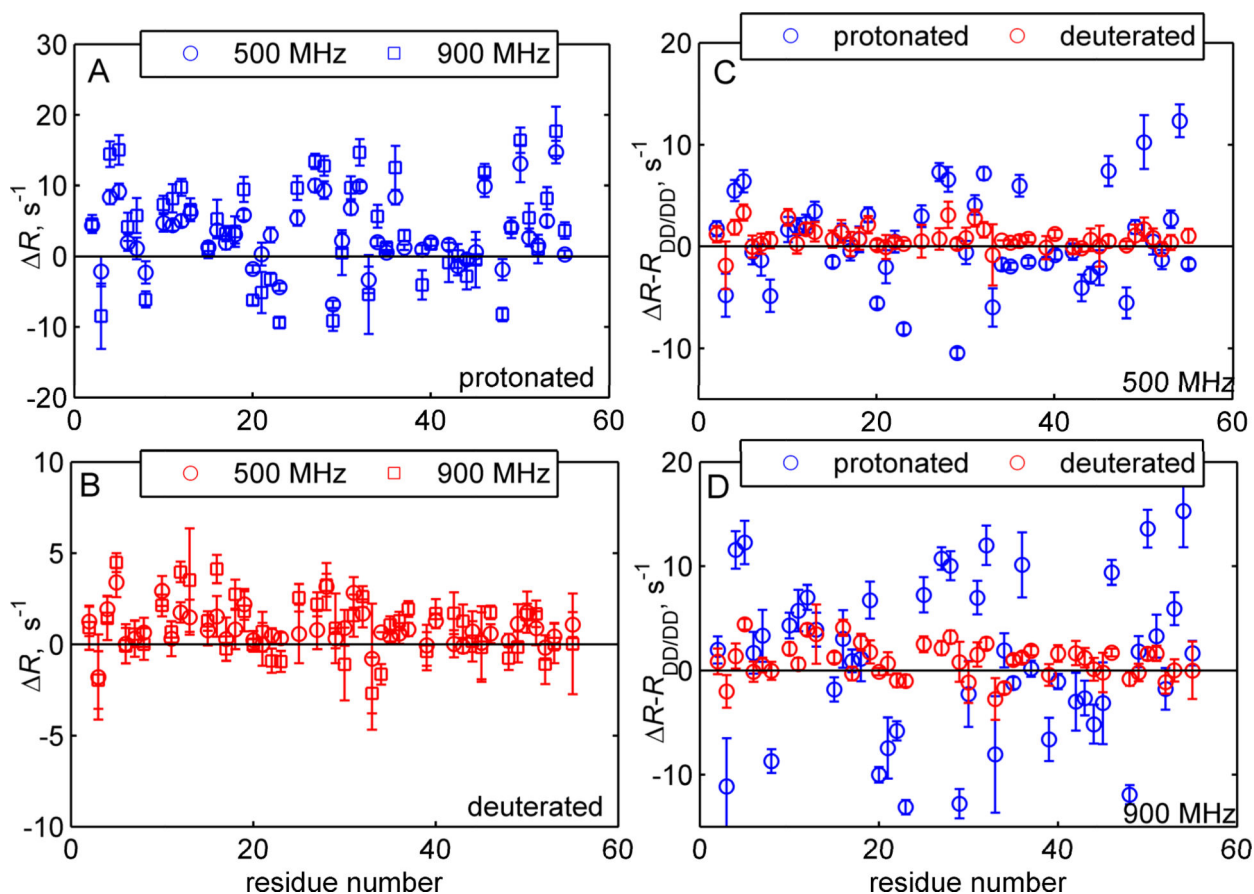 A
500 MHz 900 MHz
ΔR, s⁻¹
30
20
10
0
-10
-20
0 20 40 60
protonated
B
500 MHz 900 MHz
ΔR, s⁻¹
10
5
0
-5
-10
0 20 40 60
deuterated
residue number
C
protonated deuterated
ΔR-R_DD/DD, s⁻¹
20
10
0
-10
0 20 40 60
500 MHz
D
protonated deuterated
ΔR-R_DD/DD, s⁻¹
20
10
0
-10
0 20 40 60
900 MHz
residue number